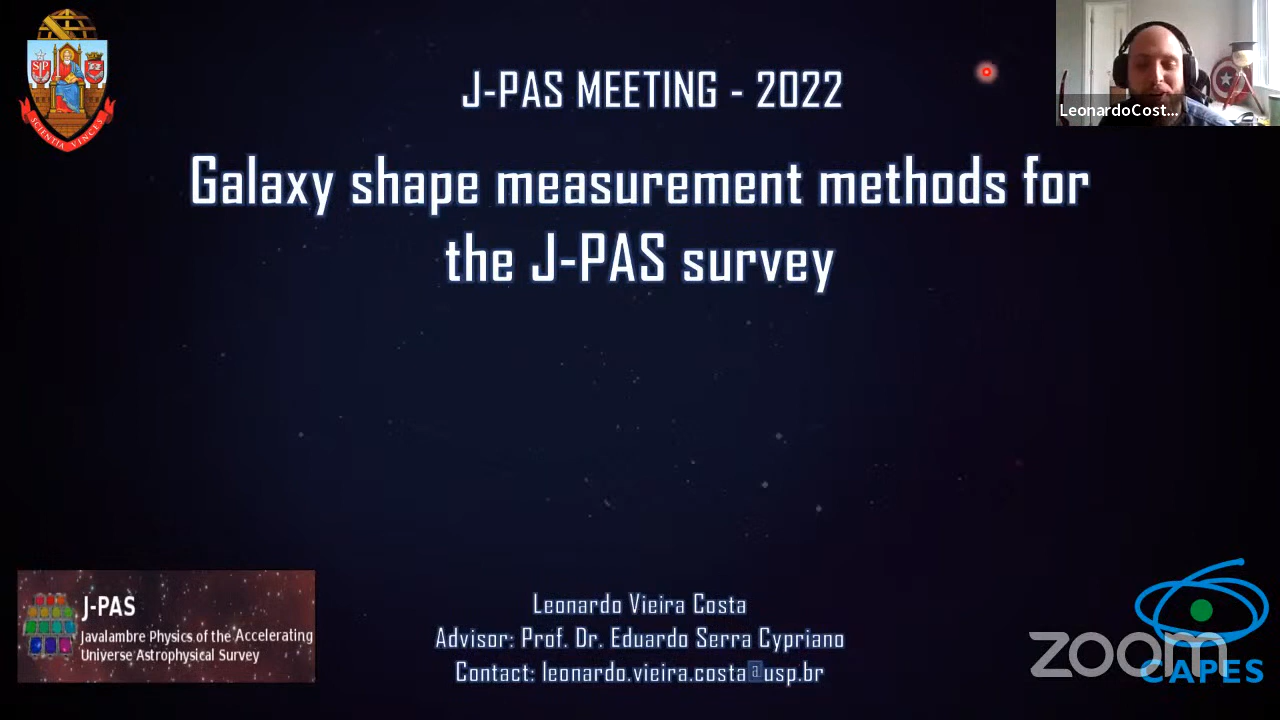 J-PAS MEETING - 2022
LeonardoCost...
Galaxy shape measurement methods for
the J-PAS survey
SCIENTIA VINCES
J-PAS
Javalambre Physics of the Accelerating
Universe Astrophysical Survey
Leonardo Vieira Costa
Advisor: Prof. Dr. Eduardo Serra Cypriano
Contact: leonardo.vieira.costa@usp.br
zoom
CAPES